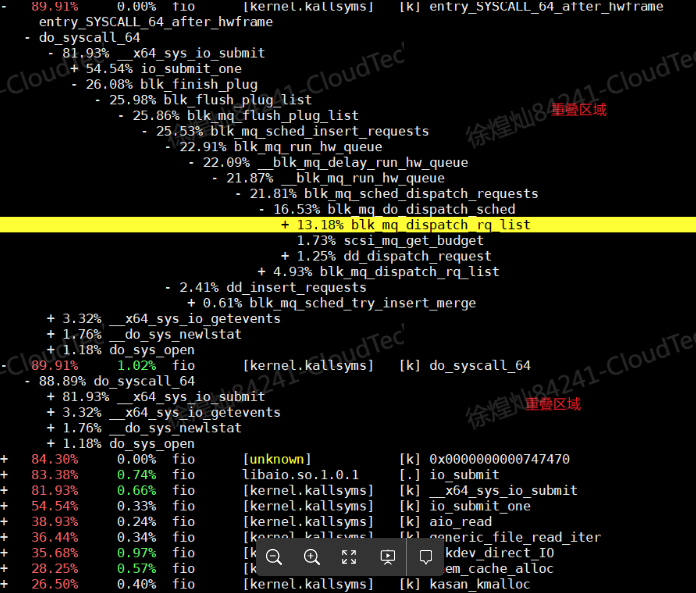 - 89.91% 0.00% fio [kernel.kallsyms] [k] entry_SYSCALL_64_after_hwframe
entry_SYSCALL_64_after_hwframe
- do_syscall_64
- 81.93% __x64_sys_io_submit
+ 54.54% io_submit_one
- 26.08% blk_finish_plug
- 25.98% blk_flush_plug_list
- 25.86% blk_mq_flush_plug_list
重叠区域
- 25.53% blk_mq_sched_insert_requests
- 22.91% blk_mq_run_hw_queue
- 22.09% __blk_mq_delay_run_hw_queue
- 21.87% __blk_mq_run_hw_queue
- 21.81% blk_mq_sched_dispatch_requests
- 16.53% blk_mq_do_dispatch_sched
+ 13.18% blk_mq_dispatch_rq_list
1.73% scsi_mq_get_budget
+ 1.25% dd_dispatch_request
+ 4.93% blk_mq_dispatch_rq_list
- 2.41% dd_insert_requests
+ 0.61% blk_mq_sched_try_insert_merge
+ 3.32% __x64_sys_io_getevents
+ 1.76% __do_sys_newlstat
+ 1.18% do_sys_open
- 89.91% 1.02% fio [kernel.kallsyms] [k] do_syscall_64
- 88.89% do_syscall_64
+ 81.93% __x64_sys_io_submit
重叠区域
+ 3.32% __x64_sys_io_getevents
+ 1.76% __do_sys_newlstat
+ 1.18% do_sys_open
+ 84.30% 0.00% fio [unknown] [k] 0x0000000000747470
+ 83.38% 0.74% fio libaio.so.1.0.1 [.] io_submit
+ 81.93% 0.66% fio [kernel.kallsyms] [k] __x64_sys_io_submit
+ 54.54% 0.33% fio [kernel.kallsyms] [k] io_submit_one
+ 38.93% 0.24% fio [kernel.kallsyms] [k] aio_read
+ 36.44% 0.34% fio [kernel.kallsyms] [k] generic_file_read_iter
+ 35.68% 0.97% fio
+ 28.25% 0.57% fio
+ 26.50% 0.40% fio [kernel.kallsyms] [k] kasan_kmalloc
徐煌灿84241-CloudTec